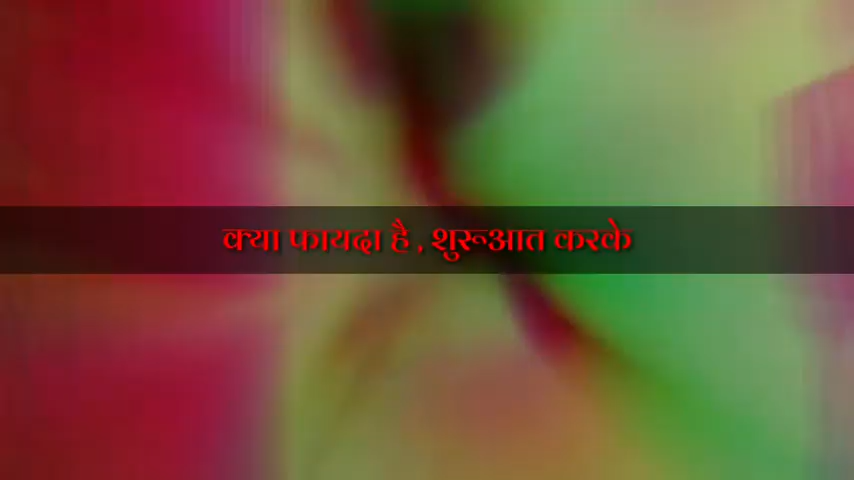 क्या फायदा है , शुरूआत करके